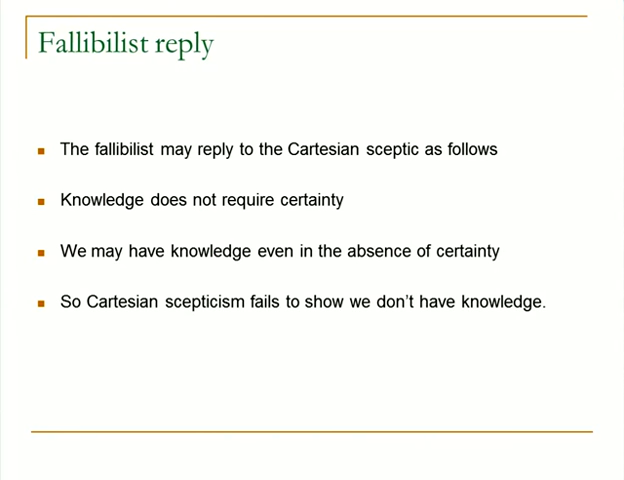 Fallibilist reply
The fallibilist may reply to the Cartesian sceptic as follows
Knowledge does not require certainty
We may have knowledge even in the absence of certainty
So Cartesian scepticism fails to show we don't have knowledge.